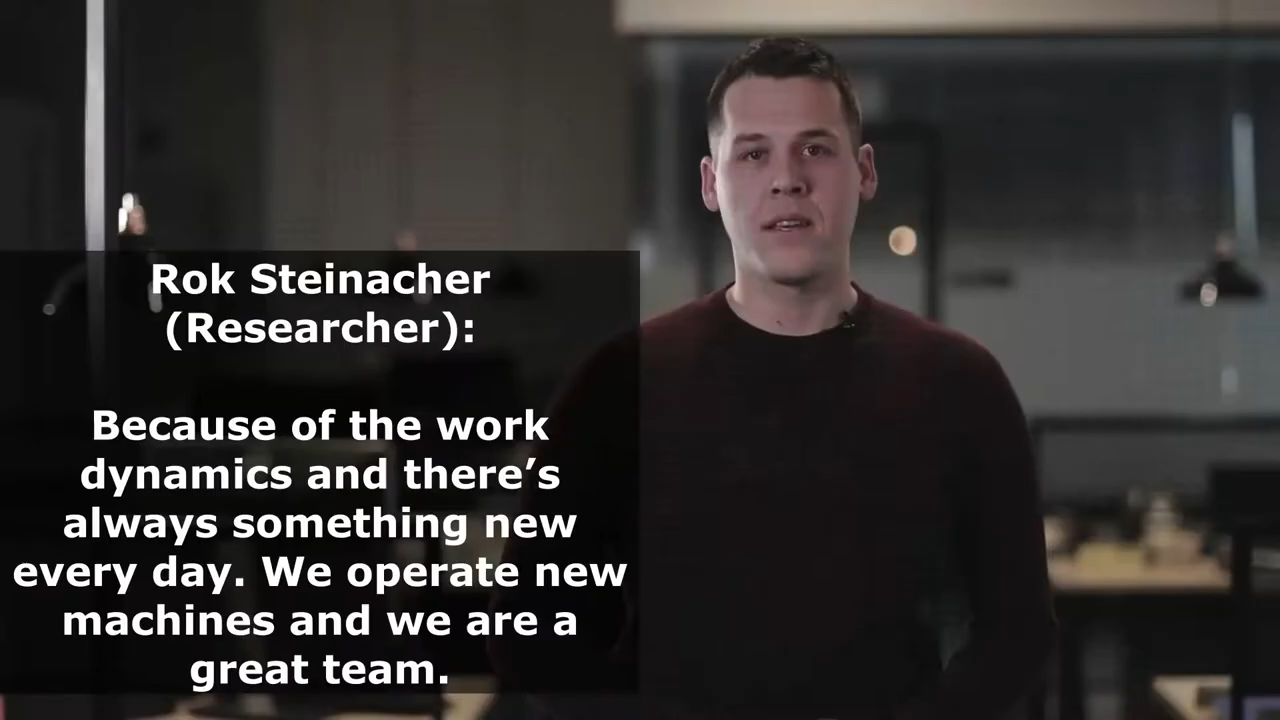 Rok Steinacher
(Researcher):
Because of the work
dynamics and there’s
always something new
every day. We operate new
machines and we are a
great team.